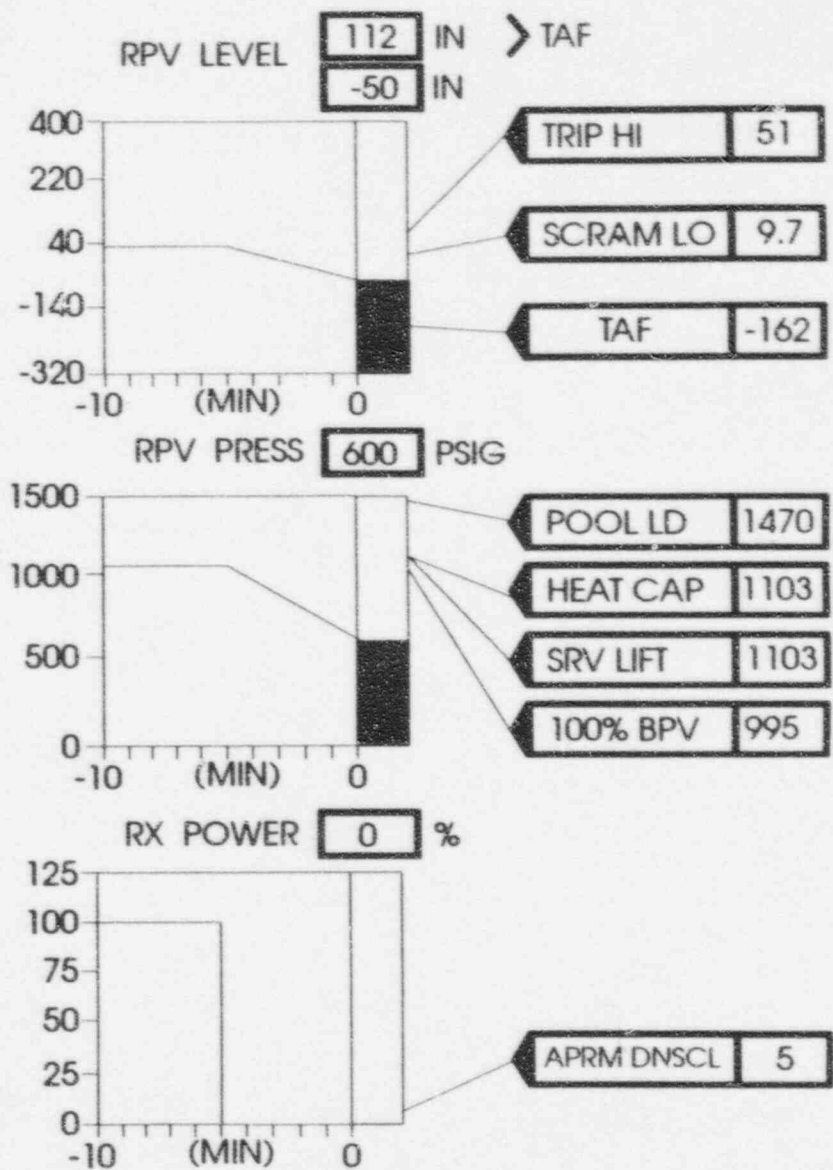 RPV LEVEL 112 IN > TAF
-50 IN
400
220
40
-140
-320
-10 (MIN) 0
TRIP HI 51
SCRAM LO 9.7
TAF -162
RPV PRESS 600 PSIG
1500
1000
500
0
-10 (MIN) 0
POOL LD 1470
HEAT CAP 1103
SRV LIFT 1103
100% BPV 995
RX POWER 0 %
125
100
75
50
25
0
-10 (MIN) 0
APRM DNSCL 5